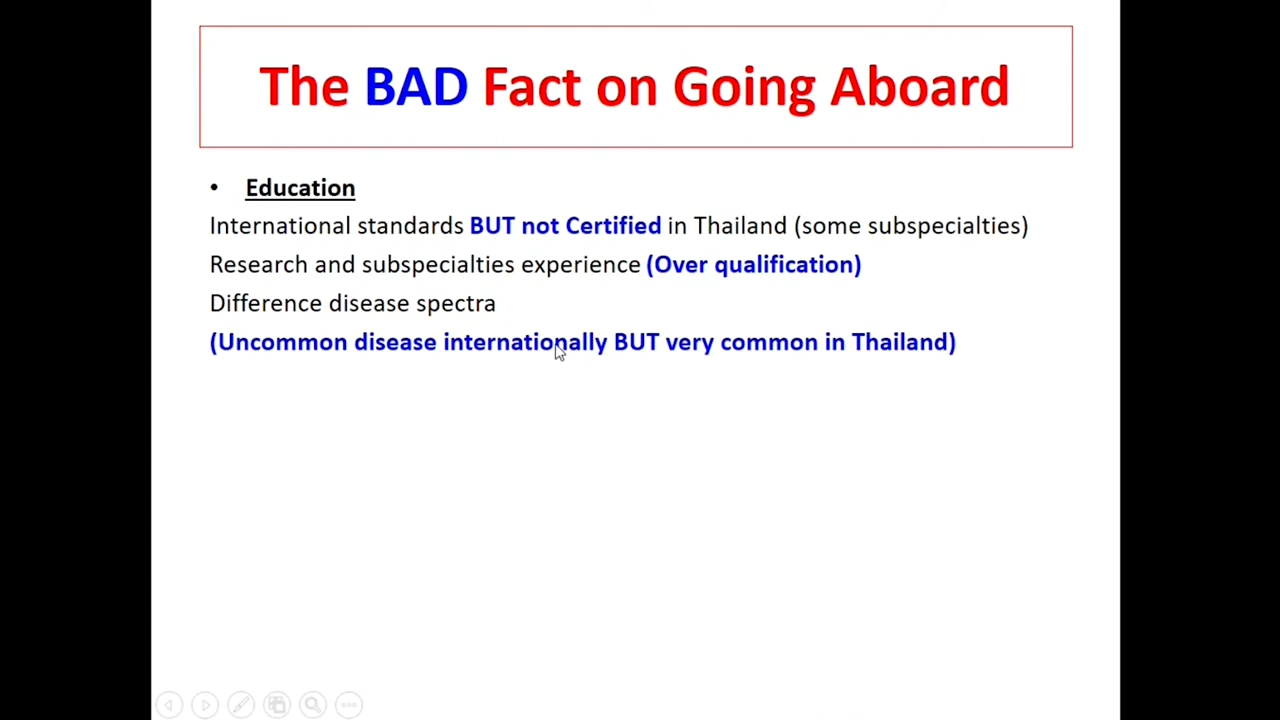 The BAD Fact on Going Aboard
• Education
International standards BUT not Certified in Thailand (some subspecialties)
Research and subspecialties experience (Over qualification)
Difference disease spectra
(Uncommon disease internationally BUT very common in Thailand)